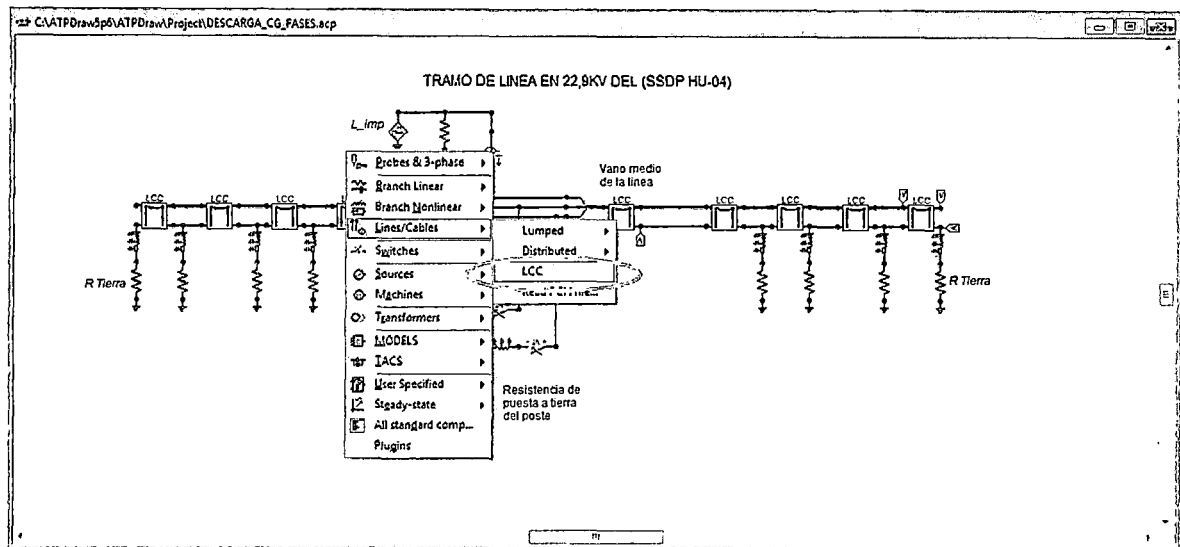 C:\ATPDraw5p6\ATPDraw\Project\DESCARGA_CG_FASES.acp
TRAMO DE LINEA EN 22,9KV DEL (SSDP HU-04)
L_imp
Probes & 3-phase
Branch Linear
Branch Nonlinear
Lines/Cables
Switches
Sources
Machines
Transformers
MODELS
TACS
User Specified
Steady-state
All standard comp...
Plugins
Lumped
Distributed
LCC
Vano medio
de la linea
LCC
LCC
LCC
LCC
LCC
LCC
LCC
LCC
R Tierra
R Tierra
Resistencia de
puesta a tierra
del poste